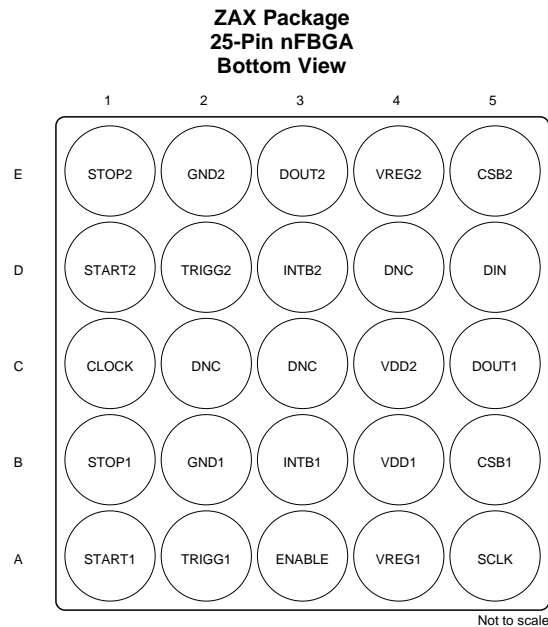 ZAX Package
25-Pin nFBGA
Bottom View
1 2 3 4 5
E STOP2 GND2 DOUT2 VREG2 CSB2
D START2 TRIGG2 INTB2 DNC DIN
C CLOCK DNC DNC VDD2 DOUT1
B STOP1 GND1 INTB1 VDD1 CSB1
A START1 TRIGG1 ENABLE VREG1 SCLK
Not to scale